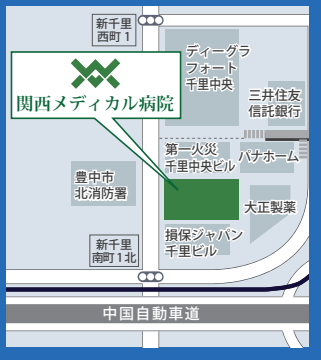 新千里
西町1
ディーグラ
フォート
千里中央
関西メディカル病院
三井住友
信託銀行
第一火災
千里中央ビル
パナホーム
豊中市
北消防署
大正製薬
損保ジャパン
千里ビル
新千里
南町1北
中国自動車道